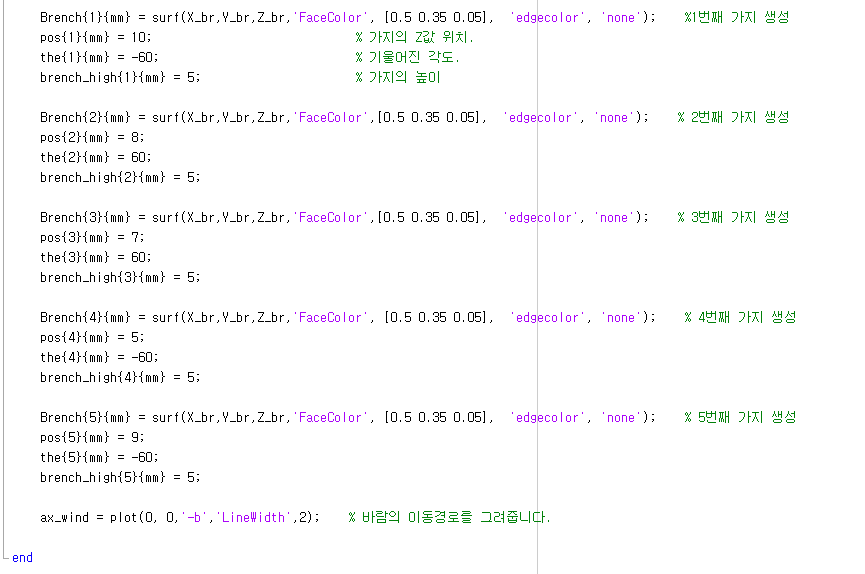 Brench{1}{mm} = surf(X_br,Y_br,Z_br,'FaceColor', [0.5 0.35 0.05],  'edgecolor', 'none');    %1번째 가지 생성
pos{1}{mm} = 10;    % 가지의 Z값 위치.
the{1}{mm} = -60;    % 기울어진 각도.
brench_high{1}{mm} = 5;    % 가지의 높이
Brench{2}{mm} = surf(X_br,Y_br,Z_br,'FaceColor',[0.5 0.35 0.05],  'edgecolor', 'none');    % 2번째 가지 생성
pos{2}{mm} = 8;
the{2}{mm} = 60;
brench_high{2}{mm} = 5;
Brench{3}{mm} = surf(X_br,Y_br,Z_br,'FaceColor',[0.5 0.35 0.05],  'edgecolor', 'none');    % 3번째 가지 생성
pos{3}{mm} = 7;
the{3}{mm} = 60;
brench_high{3}{mm} = 5;
Brench{4}{mm} = surf(X_br,Y_br,Z_br,'FaceColor', [0.5 0.35 0.05],  'edgecolor', 'none');    % 4번째 가지 생성
pos{4}{mm} = 5;
the{4}{mm} = -60;
brench_high{4}{mm} = 5;
Brench{5}{mm} = surf(X_br,Y_br,Z_br,'FaceColor', [0.5 0.35 0.05],  'edgecolor', 'none');    % 5번째 가지 생성
pos{5}{mm} = 9;
the{5}{mm} = -60;
brench_high{5}{mm} = 5;
ax_wind = plot(0, 0,'-b','LineWidth',2);    % 바람의 이동경로를 그려줍니다.
end